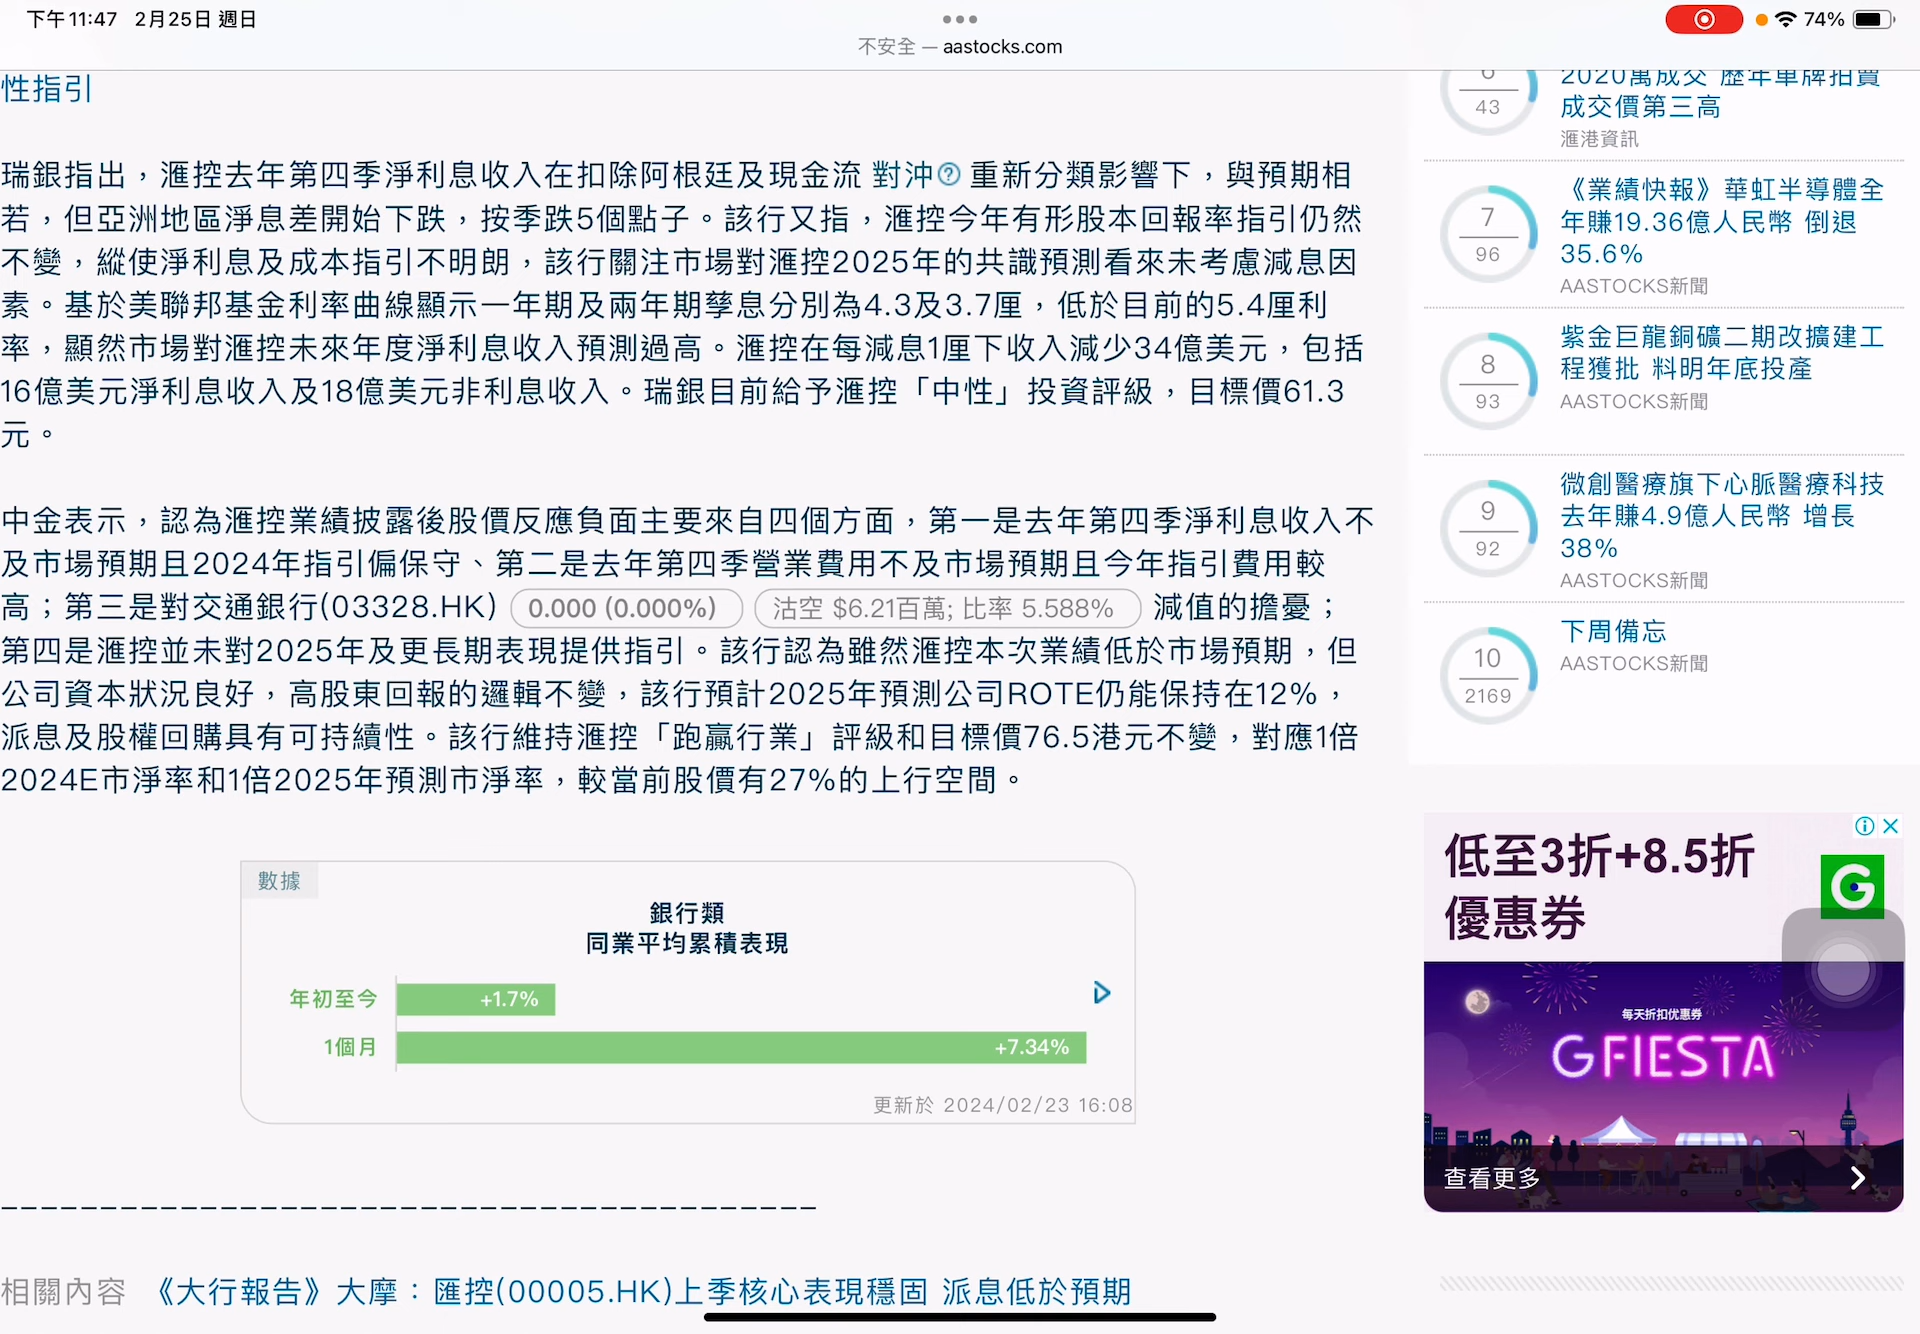 下午11:47 2月25日 週日
74%
不安全 — aastocks.com
性指引
瑞銀指出，滙控去年第四季淨利息收入在扣除阿根廷及現金流 對沖? 重新分類影響下，與預期相
若，但亞洲地區淨息差開始下跌，按季跌5個點子。該行又指，滙控今年有形股本回報率指引仍然
不變，縱使淨利息及成本指引不明朗，該行關注市場對滙控2025年的共識預測看來未考慮減息因
素。基於美聯邦基金利率曲線顯示一年期及兩年期孳息分別為4.3及3.7厘，低於目前的5.4厘利
率，顯然市場對滙控未來年度淨利息收入預測過高。滙控在每減息1厘下收入減少34億美元，包括
16億美元淨利息收入及18億美元非利息收入。瑞銀目前給予滙控「中性」投資評級，目標價61.3
元。
中金表示，認為滙控業績披露後股價反應負面主要來自四個方面，第一是去年第四季淨利息收入不
及市場預期且2024年指引偏保守、第二是去年第四季營業費用不及市場預期且今年指引費用較
高；第三是對交通銀行(03328.HK) 0.000 (0.000%) 沽空 $6.21百萬; 比率 5.588% 減值的擔憂；
第四是滙控並未對2025年及更長期表現提供指引。該行認為雖然滙控本次業績低於市場預期，但
公司資本狀況良好，高股東回報的邏輯不變，該行預計2025年預測公司ROTE仍能保持在12%，
派息及股權回購具有可持續性。該行維持滙控「跑贏行業」評級和目標價76.5港元不變，對應1倍
2024E市淨率和1倍2025年預測市淨率，較當前股價有27%的上行空間。
數據
銀行類
同業平均累積表現
年初至今 +1.7%
1個月 +7.34%
更新於 2024/02/23 16:08
相關內容 《大行報告》大摩：匯控(00005.HK)上季核心表現穩固 派息低於預期
6
43
2020萬成交 歷年車牌拍賣
成交價第三高
滙港資訊
7
96
《業績快報》華虹半導體全
年賺19.36億人民幣 倒退
35.6%
AASTOCKS新聞
8
93
紫金巨龍銅礦二期改擴建工
程獲批 料明年底投產
AASTOCKS新聞
9
92
微創醫療旗下心脈醫療科技
去年賺4.9億人民幣 增長
38%
AASTOCKS新聞
10
2169
下周備忘
AASTOCKS新聞
低至3折+8.5折
優惠券
G
每天折扣优惠券
GFIESTA
查看更多